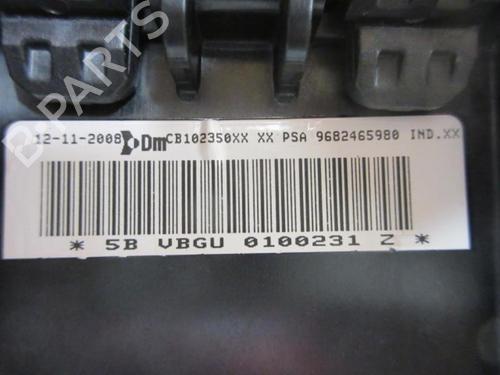 12-11-2008 Dm CB102350XX XX PSA 9682465980 IND.XX
* 5B VBGU 0100231 Z *
B-PARTS